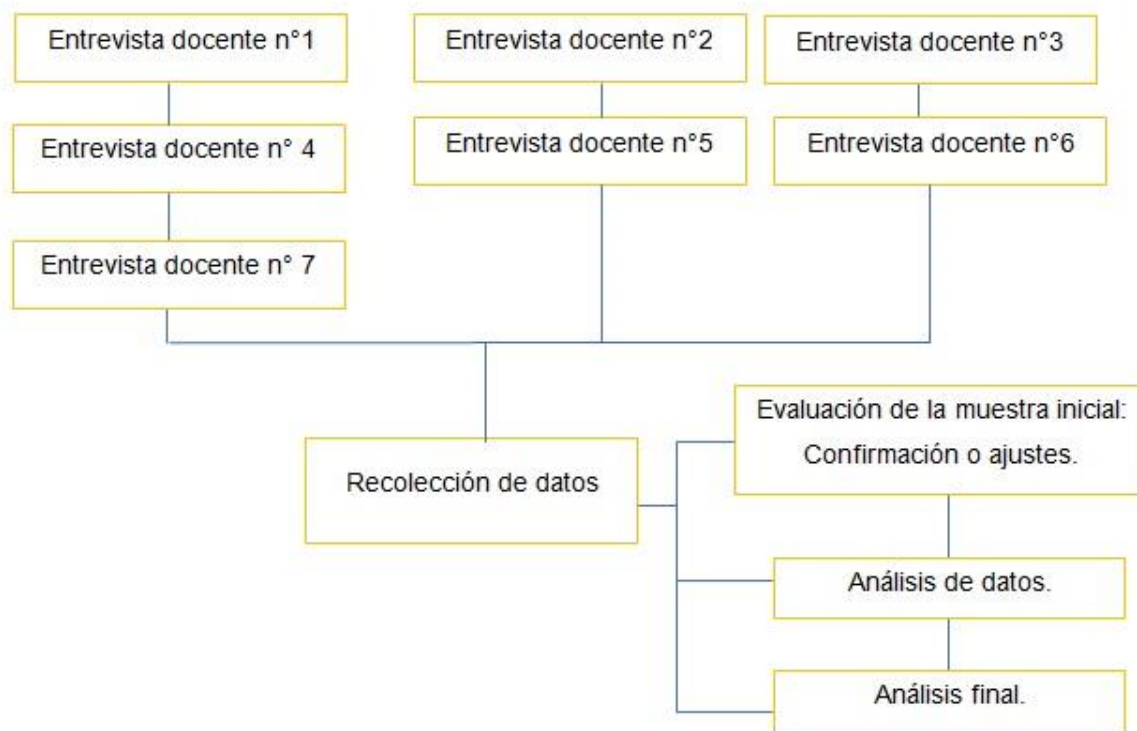 Entrevista docente n°1
Entrevista docente n°2
Entrevista docente n°3
Entrevista docente n° 4
Entrevista docente n°5
Entrevista docente n°6
Entrevista docente n° 7
Recolección de datos
Evaluación de la muestra inicial:
Confirmación o ajustes.
Análisis de datos.
Análisis final.